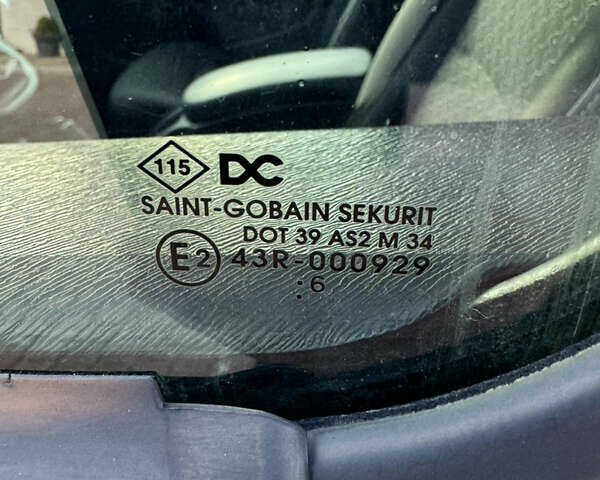 115 DC
SAINT-GOBAIN SEKURIT
DOT 39 AS2 M 34
E2 43R-000929
:6
.